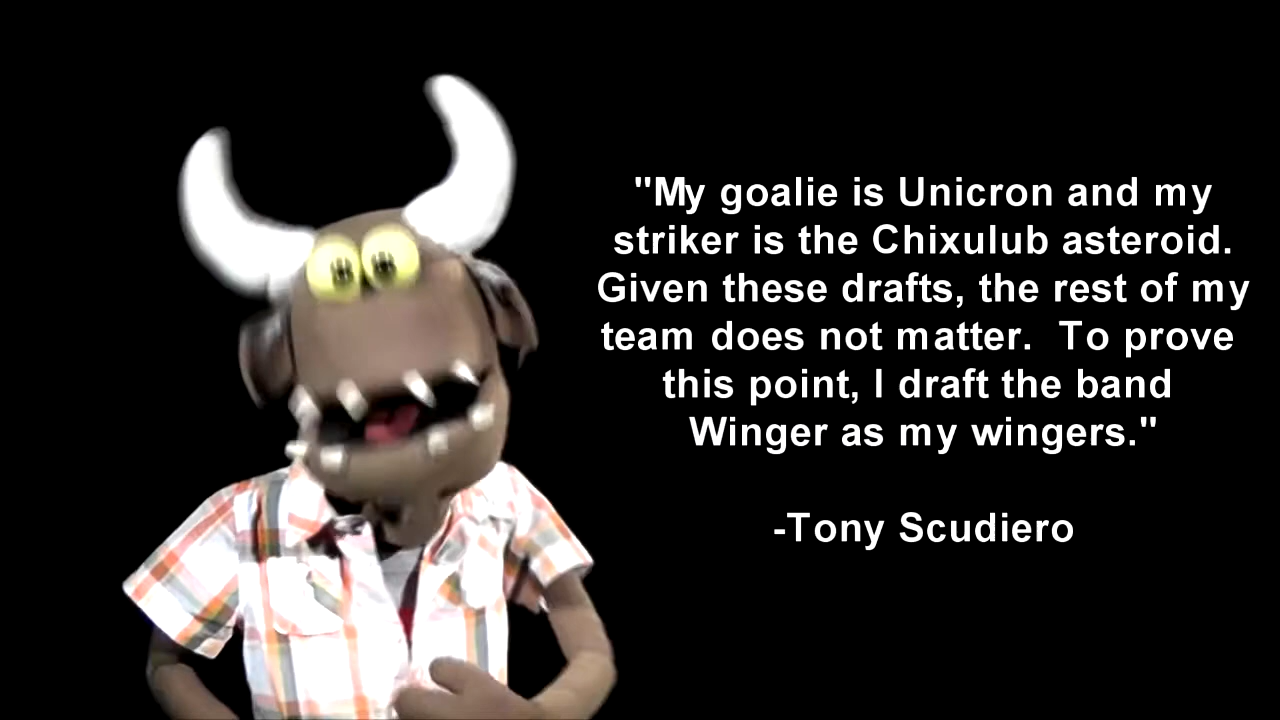 "My goalie is Unicron and my
striker is the Chixulub asteroid.
Given these drafts, the rest of my
team does not matter.  To prove
this point, I draft the band
Winger as my wingers."
-Tony Scudiero